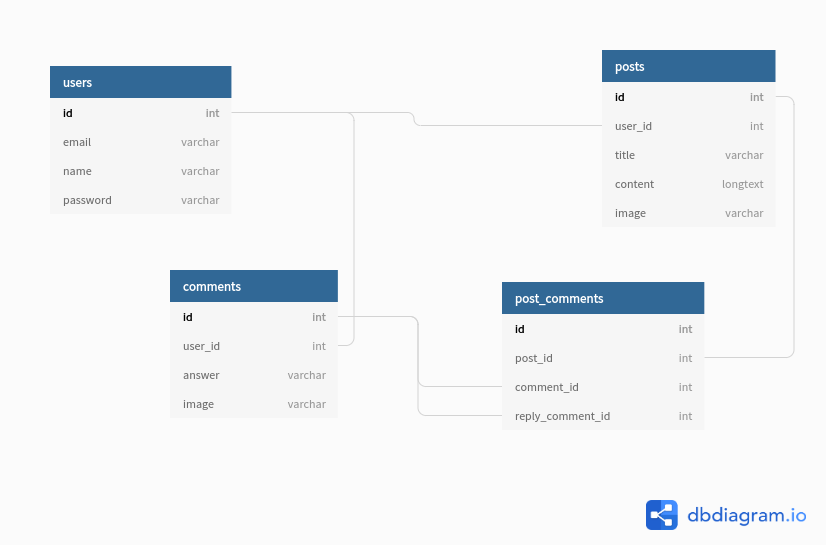 users
id int
email varchar
name varchar
password varchar
posts
id int
user_id int
title varchar
content longtext
image varchar
comments
id int
user_id int
answer varchar
image varchar
post_comments
id int
post_id int
comment_id int
reply_comment_id int
dbdiagram.io